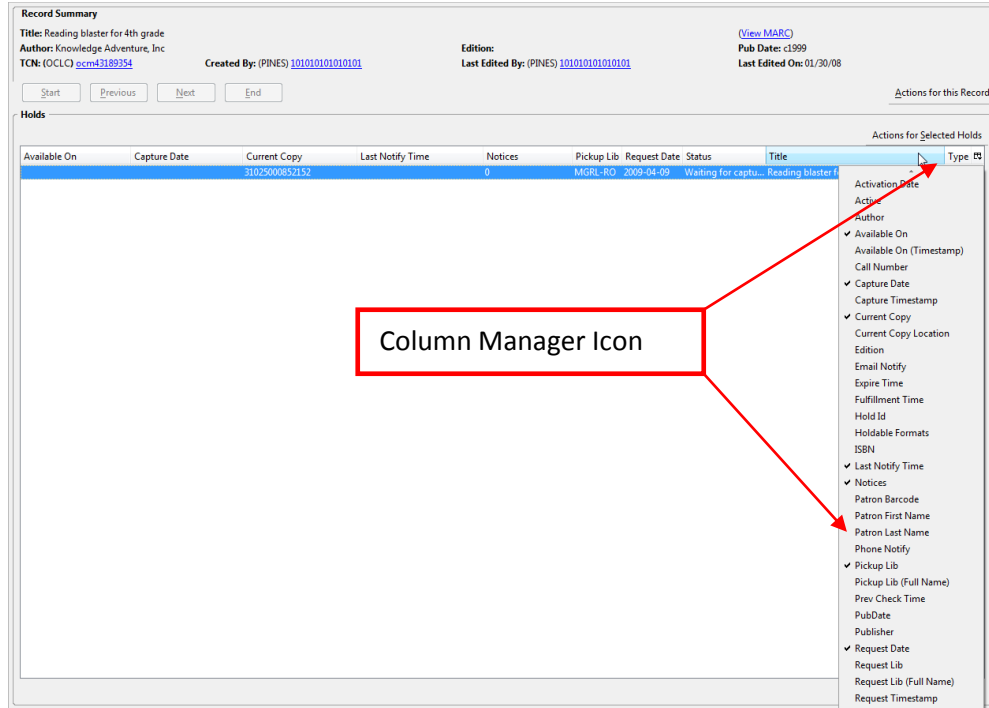 Record Summary
Title: Reading blaster for 4th grade (View MARC)
Author: Knowledge Adventure, Inc Edition: Pub Date: c1999
TCN: (OCLC) ocm43189354 Created By: (PINES) 101010101010101 Last Edited By: (PINES) 101010101010101 Last Edited On: 01/30/08
Start Previous Next End Actions for this Record
Holds
Actions for Selected Holds
Available On Capture Date Current Copy Last Notify Time Notices Pickup Lib Request Date Status Title Type
31025000852152 0 MGRL-RO 2009-04-09 Waiting for captu... Reading blaster f
Activation Date
Active
Author
✓ Available On
Available On (Timestamp)
Call Number
✓ Capture Date
Capture Timestamp
✓ Current Copy
Current Copy Location
Edition
Email Notify
Expire Time
Fulfillment Time
Hold Id
Holdable Formats
ISBN
✓ Last Notify Time
✓ Notices
Patron Barcode
Patron First Name
Patron Last Name
Phone Notify
✓ Pickup Lib
Pickup Lib (Full Name)
Prev Check Time
PubDate
Publisher
✓ Request Date
Request Lib
Request Lib (Full Name)
Request Timestamp
Column Manager Icon